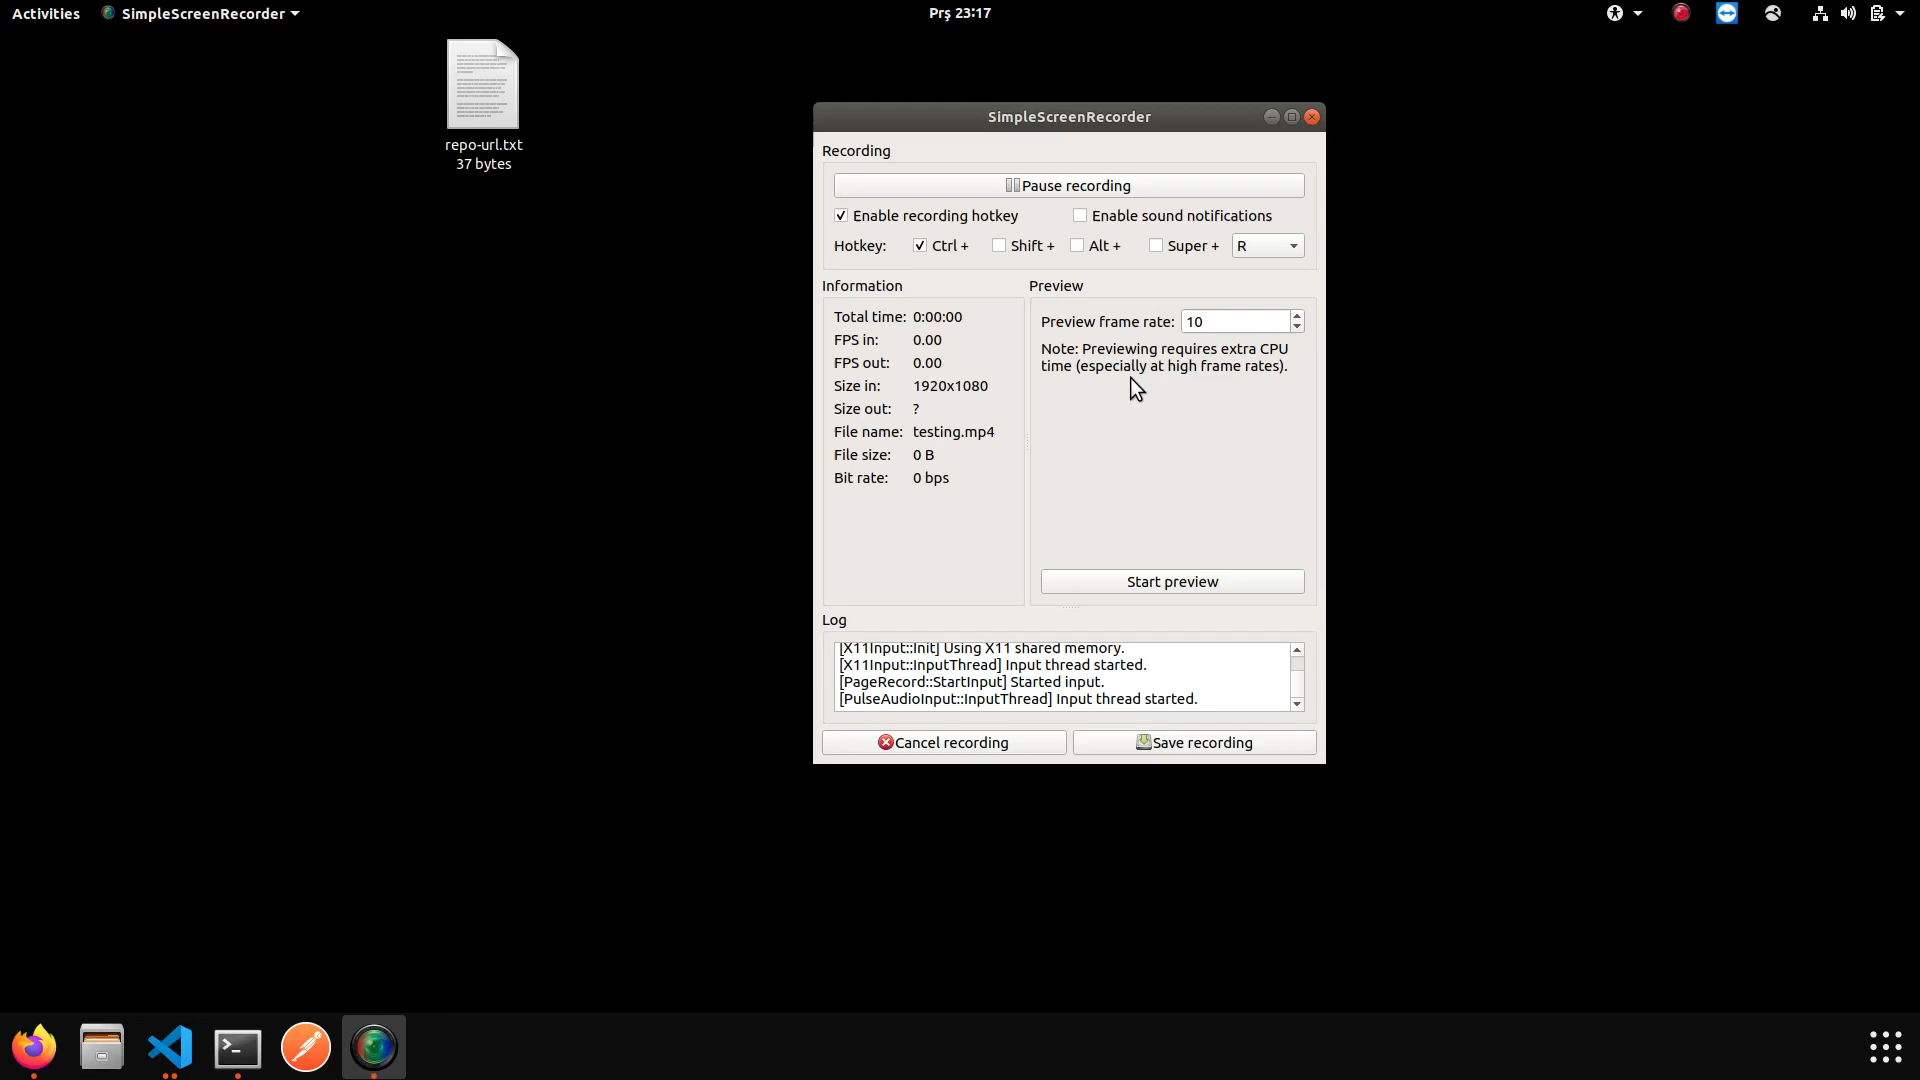 Activities
SimpleScreenRecorder
Prş 23:17
repo-url.txt
37 bytes
SimpleScreenRecorder
Recording
Pause recording
Enable recording hotkey
Enable sound notifications
Hotkey: Ctrl + Shift + Alt + Super + R
Information
Total time: 0:00:00
FPS in: 0.00
FPS out: 0.00
Size in: 1920x1080
Size out: ?
File name: testing.mp4
File size: 0 B
Bit rate: 0 bps
Preview
Preview frame rate: 10
Note: Previewing requires extra CPU
time (especially at high frame rates).
Start preview
Log
[X11Input::Init] Using X11 shared memory.
[X11Input::InputThread] Input thread started.
[PageRecord::StartInput] Started input.
[PulseAudioInput::InputThread] Input thread started.
Cancel recording
Save recording